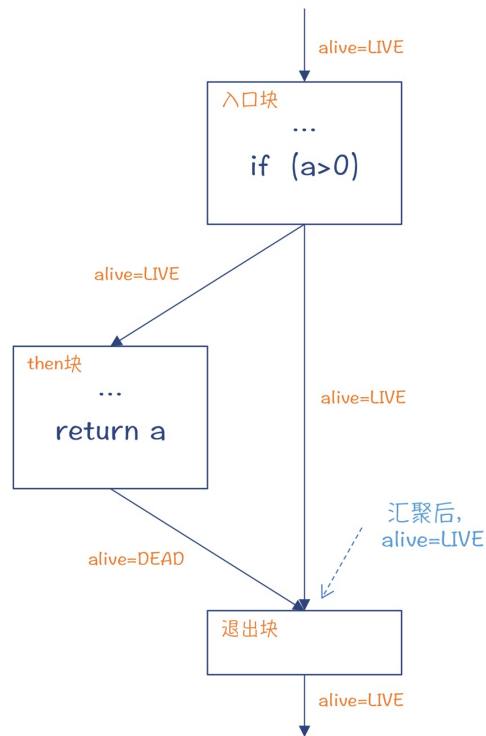 alive=LIVE
入口块
...
if (a>0)
alive=LIVE
then块
...
return a
alive=LIVE
汇聚后,
alive=LIVE
alive=DEAD
退出块
alive=LIVE